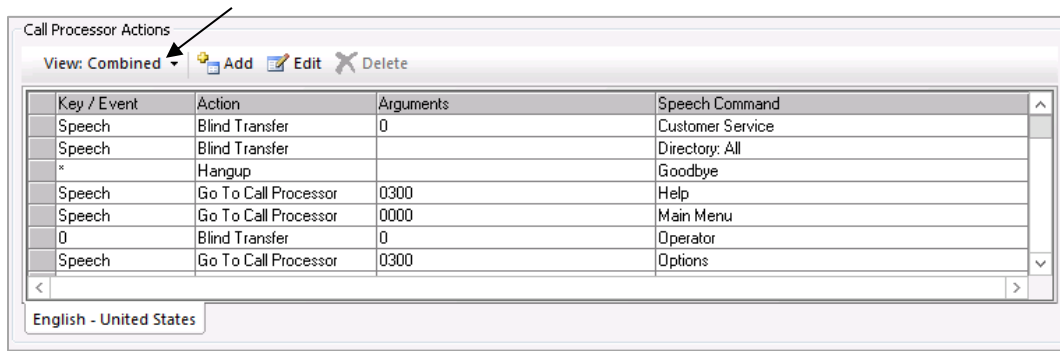 Call Processor Actions
View: Combined Add Edit Delete
Key / Event Action Arguments Speech Command
Speech Blind Transfer 0 Customer Service
Speech Blind Transfer Directory: All
* Hangup Goodbye
Speech Go To Call Processor 0300 Help
Speech Go To Call Processor 0000 Main Menu
0 Blind Transfer 0 Operator
Speech Go To Call Processor 0300 Options
English - United States